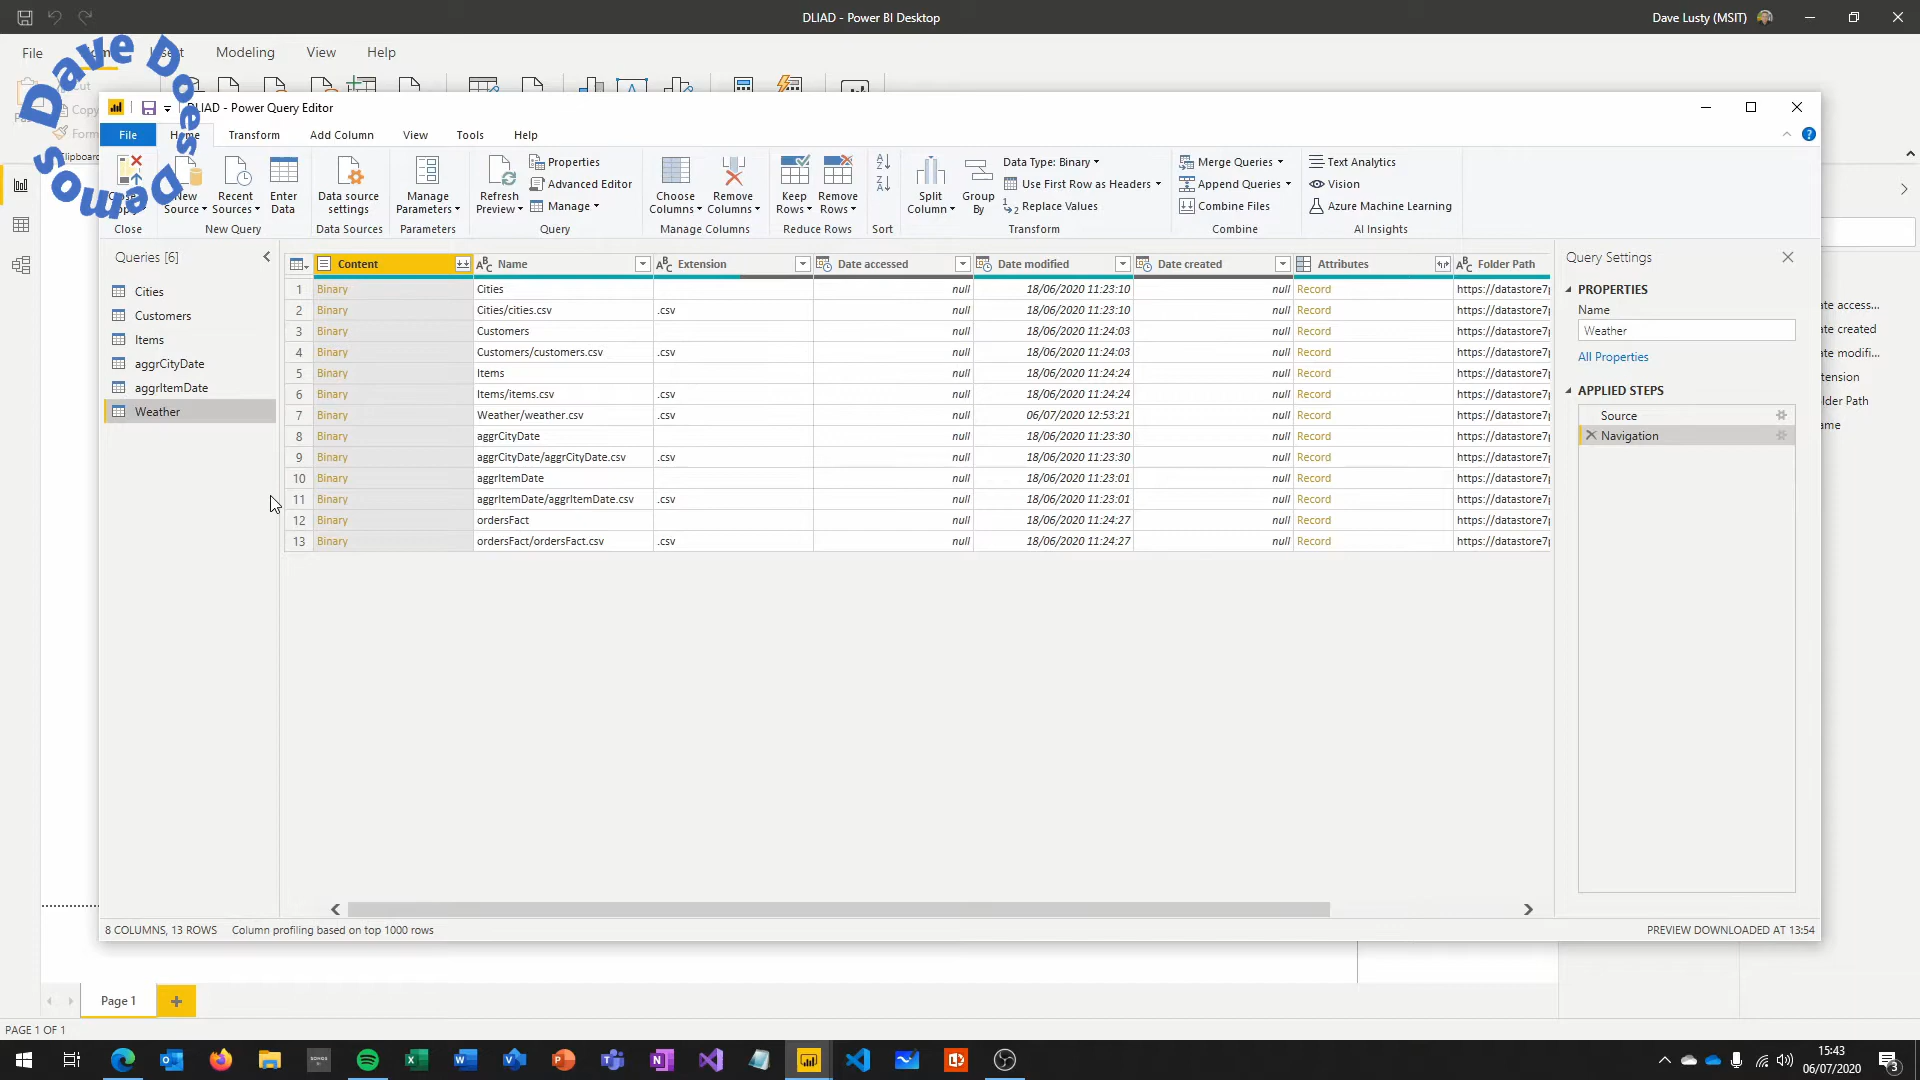 DLIAD - Power BI Desktop
Dave Lusty (MSIT)
File
Insert
Modeling
View
Help
Dave Does Demos
Cut
Copy
Clipboard
DLIAD - Power Query Editor
File
Home
Transform
Add Column
View
Tools
Help
New Source
Recent Sources
Enter Data
Data source settings
Manage Parameters
Refresh Preview
Properties
Advanced Editor
Manage
Choose Columns
Remove Columns
Keep Rows
Remove Rows
Split Column
Group By
Data Type: Binary
Use First Row as Headers
Replace Values
Merge Queries
Append Queries
Combine Files
Text Analytics
Vision
Azure Machine Learning
Close
New Query
Data Sources
Parameters
Query
Manage Columns
Reduce Rows
Sort
Transform
Combine
AI Insights
Queries [6]
Cities
Customers
Items
aggrCityDate
aggrItemDate
Weather
Content Name Extension Date accessed Date modified Date created Attributes Folder Path
1 Binary Cities null 18/06/2020 11:23:10 null Record https://datastore7
2 Binary Cities/cities.csv .csv null 18/06/2020 11:23:10 null Record https://datastore7
3 Binary Customers null 18/06/2020 11:24:03 null Record https://datastore7
4 Binary Customers/customers.csv .csv null 18/06/2020 11:24:03 null Record https://datastore7
5 Binary Items null 18/06/2020 11:24:24 null Record https://datastore7
6 Binary Items/items.csv .csv null 18/06/2020 11:24:24 null Record https://datastore7
7 Binary Weather/weather.csv .csv null 06/07/2020 12:53:21 null Record https://datastore7
8 Binary aggrCityDate null 18/06/2020 11:23:30 null Record https://datastore7
9 Binary aggrCityDate/aggrCityDate.csv .csv null 18/06/2020 11:23:30 null Record https://datastore7
10 Binary aggrItemDate null 18/06/2020 11:23:01 null Record https://datastore7
11 Binary aggrItemDate/aggrItemDate.csv .csv null 18/06/2020 11:23:01 null Record https://datastore7
12 Binary ordersFact null 18/06/2020 11:24:27 null Record https://datastore7
13 Binary ordersFact/ordersFact.csv .csv null 18/06/2020 11:24:27 null Record https://datastore7
Query Settings
PROPERTIES
Name
Weather
All Properties
APPLIED STEPS
Source
Navigation
ate access...
ate created
ate modifi...
tension
lder Path
ame
8 COLUMNS, 13 ROWS
Column profiling based on top 1000 rows
PREVIEW DOWNLOADED AT 13:54
Page 1
PAGE 1 OF 1
15:43
06/07/2020
3